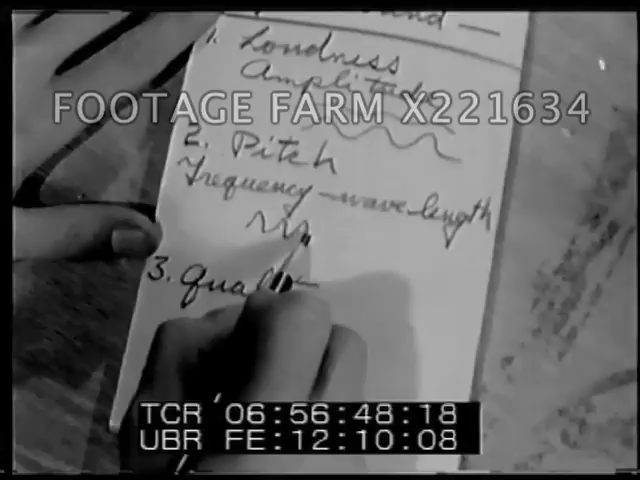 1. Loudness
Amplitude
FOOTAGE FARM X221634
2. Pitch
Frequency — wave-length
3. Qua
TCR 06:56:48:18
UBR FE:12:10:08